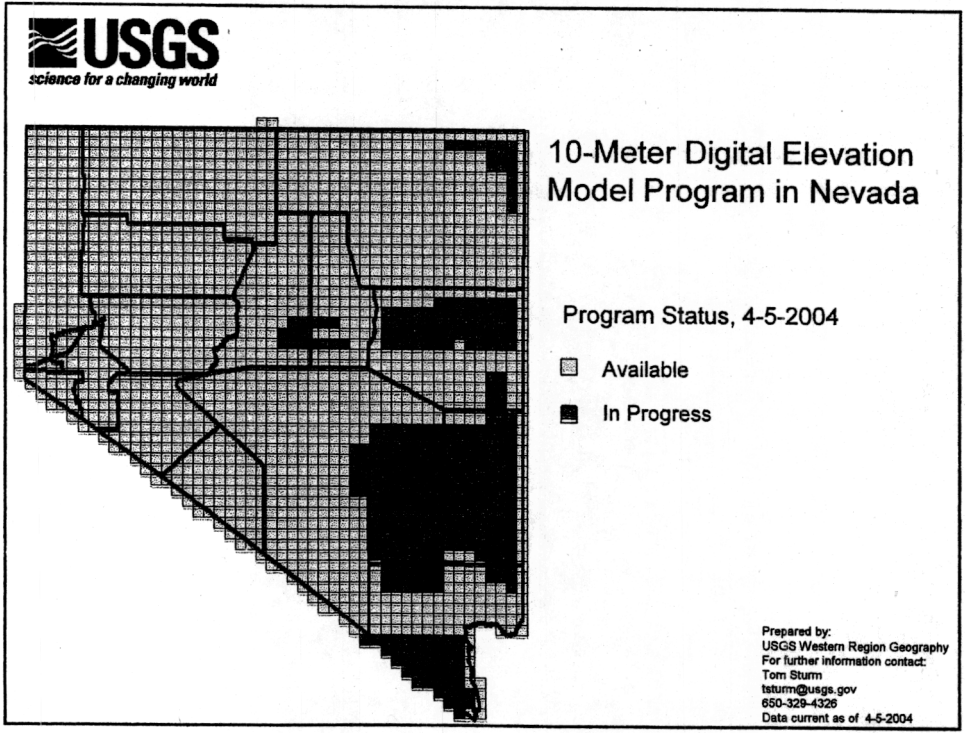 USGS
science for a changing world
10-Meter Digital Elevation
Model Program in Nevada
Program Status, 4-5-2004
Available
In Progress
Prepared by:
USGS Western Region Geography
For further information contact:
Tom Sturm
tsturm@usgs.gov
650-329-4326
Data current as of 4-5-2004